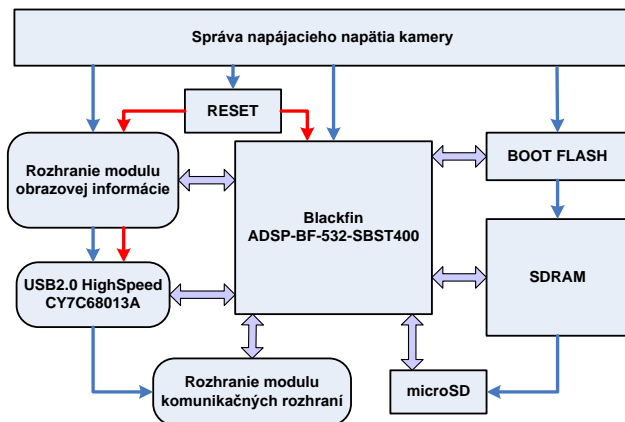 Správa napájacieho napätia kamery
RESET
Rozhranie modulu
obrazovej informácie
Blackfin
ADSP-BF-532-SBST400
BOOT FLASH
USB2.0 HighSpeed
CY7C68013A
SDRAM
Rozhranie modulu
komunikačných rozhraní
microSD